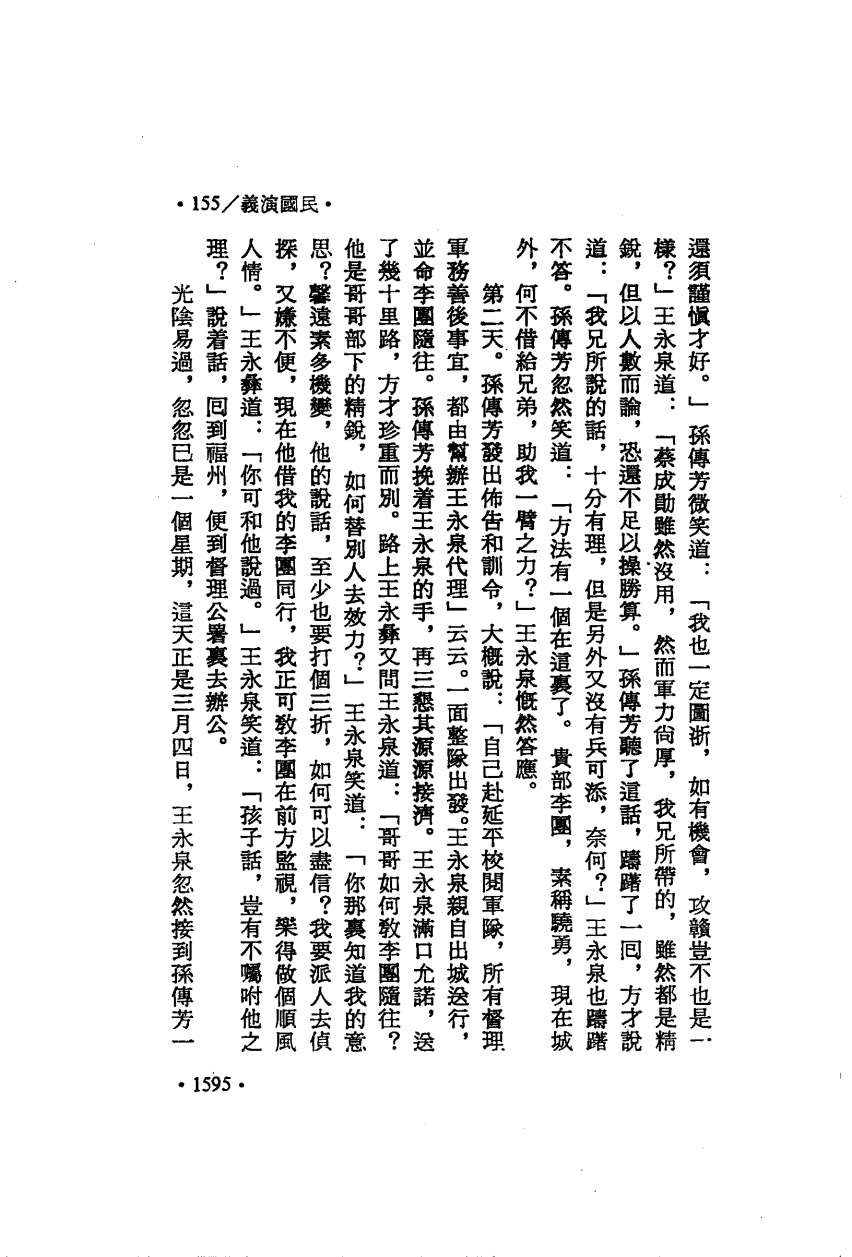 •155/義演國民•
還須謹慎才好。」孫傳芳微笑道：「我也一定圖浙，如有機會，攻贛豈不也是一
樣？」王永泉道：「蔡成勛雖然沒用，然而軍力尙厚，我兄所帶的，雖然都是精
銳，但以人數而論，恐還不足以操勝算。」孫傳芳聽了這話，躊躇了一囘，方才說
道：「我兄所說的話，十分有理，但是另外又沒有兵可添，奈何？」王永泉也躊躇
不答。孫傳芳忽然笑道：「方法有一個在這裏了。貴部李團，素稱驍勇，現在城
外，何不借給兄弟，助我一臂之力？」王永泉慨然答應。
第二天。孫傳芳發出佈告和訓令，大槪說：「自己赴延平校閱軍隊，所有督理
軍務善後事宜，都由幫辦王永泉代理」云云。一面整隊出發。王永泉親自出城送行，
並命李團隨往。孫傳芳挽着王永泉的手，再三懇其源源接濟。王永泉滿口允諾，送
了幾十里路，方才珍重而別。路上王永彝又問王永泉道：「哥哥如何敎李團隨往？
他是哥哥部下的精銳，如何替別人去效力？」王永泉笑道：「你那裏知道我的意
思？馨遠素多機變，他的說話，至少也要打個三折，如何可以盡信？我要派人去偵
探，又嫌不便，現在他借我的李團同行，我正可敎李團在前方監視，樂得做個順風
人情。」王永彝道：「你可和他說過。」王永泉笑道：「孩子話，豈有不囑咐他之
理？」說着話，囘到福州，便到督理公署裏去辦公。
光陰易過，忽忽已是一個星期，這天正是三月四日，王永泉忽然接到孫傳芳一
•1595•